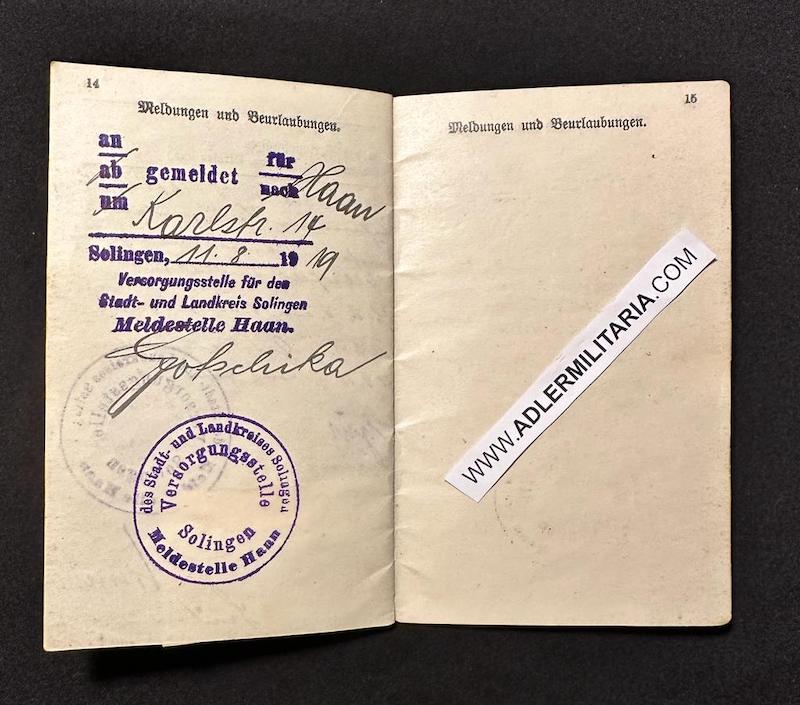 14
Meldungen und Beurlaubungen.
an
ab gemeldet für
um nach Haan
Karlstr. 14
Solingen, 11. 8. 1919
Versorgungsstelle für den
Stadt- und Landkreis Solingen
Meldestelle Haan.
des Stadt- und Landkreises Solingen
Versorgungsstelle
Solingen
Meldestelle Haan
15
Meldungen und Beurlaubungen.
WWW.ADLERMILITARIA.COM